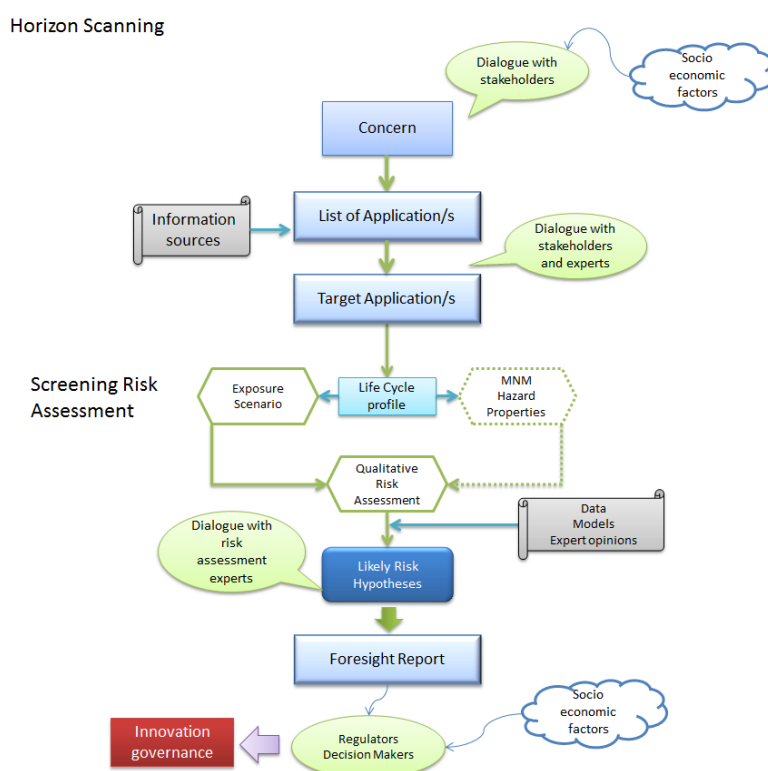 Horizon Scanning
Dialogue with
stakeholders
Socio
economic
factors
Concern
Information
sources
List of Application/s
Dialogue with
stakeholders
and experts
Target Application/s
Screening Risk
Assessment
Exposure
Scenario
Life Cycle
profile
MNM
Hazard
Properties
Qualitative
Risk
Assessment
Data
Models
Expert opinions
Dialogue with
risk
assessment
experts
Likely Risk
Hypotheses
Foresight Report
Innovation
governance
Regulators
Decision Makers
Socio
economic
factors